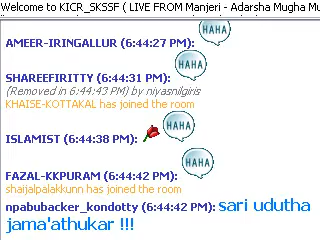 Welcome to KICR_SKSSF ( LIVE FROM Manjeri - Adarsha Mugha Mu
HAHA
AMEER-IRINGALLUR (6:44:27 PM):
HAHA
SHAREEFIRITTY (6:44:31 PM):
(Removed in 6:44:43 PM) by niyasnilgiris
KHAISE-KOTTAKAL has joined the room
ISLAMIST (6:44:38 PM): HAHA
HAHA
FAZAL-KKPURAM (6:44:42 PM):
shaijalpalakkunn has joined the room
npabubacker_kondotty (6:44:42 PM): sari udutha
jama'athukar !!!